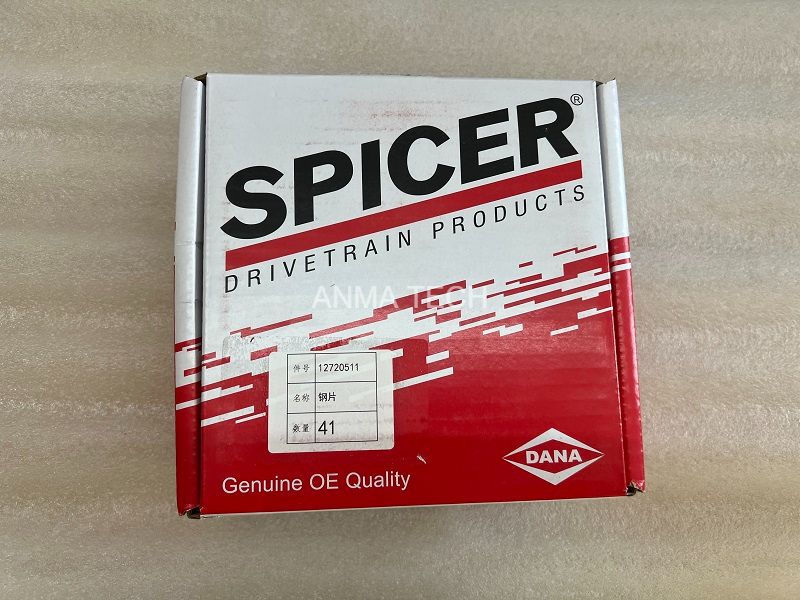 SPICER®
DRIVETRAIN PRODUCTS
ANMA TECH
件号 12720511
名称 钢片
数量 41
DANA
Genuine OE Quality